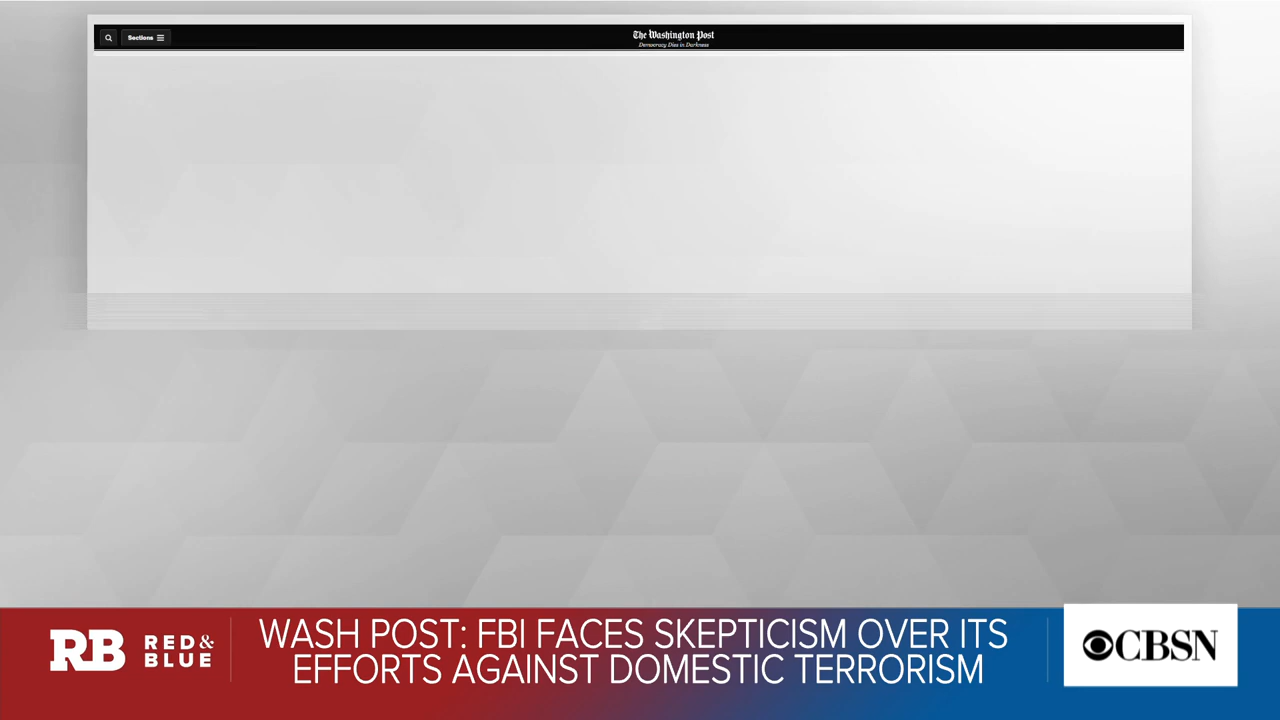 Sections
The Washington Post
Democracy Dies in Darkness
RB RED &
BLUE
WASH POST: FBI FACES SKEPTICISM OVER ITS
EFFORTS AGAINST DOMESTIC TERRORISM
CBSN